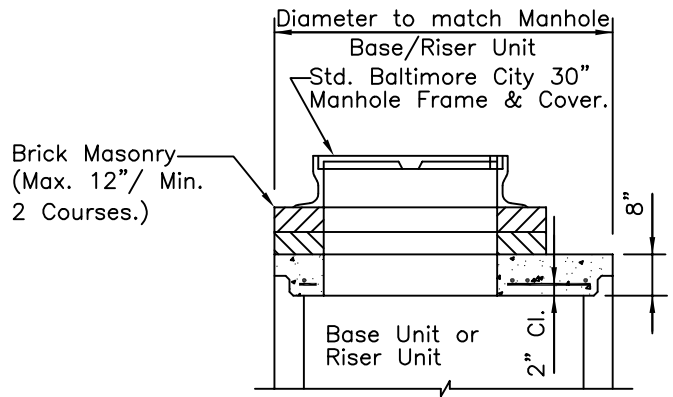 Diameter to match Manhole
Base/Riser Unit
Std. Baltimore City 30"
Manhole Frame & Cover.
Brick Masonry
(Max. 12"/ Min.
2 Courses.)
8"
2" Cl.
Base Unit or
Riser Unit